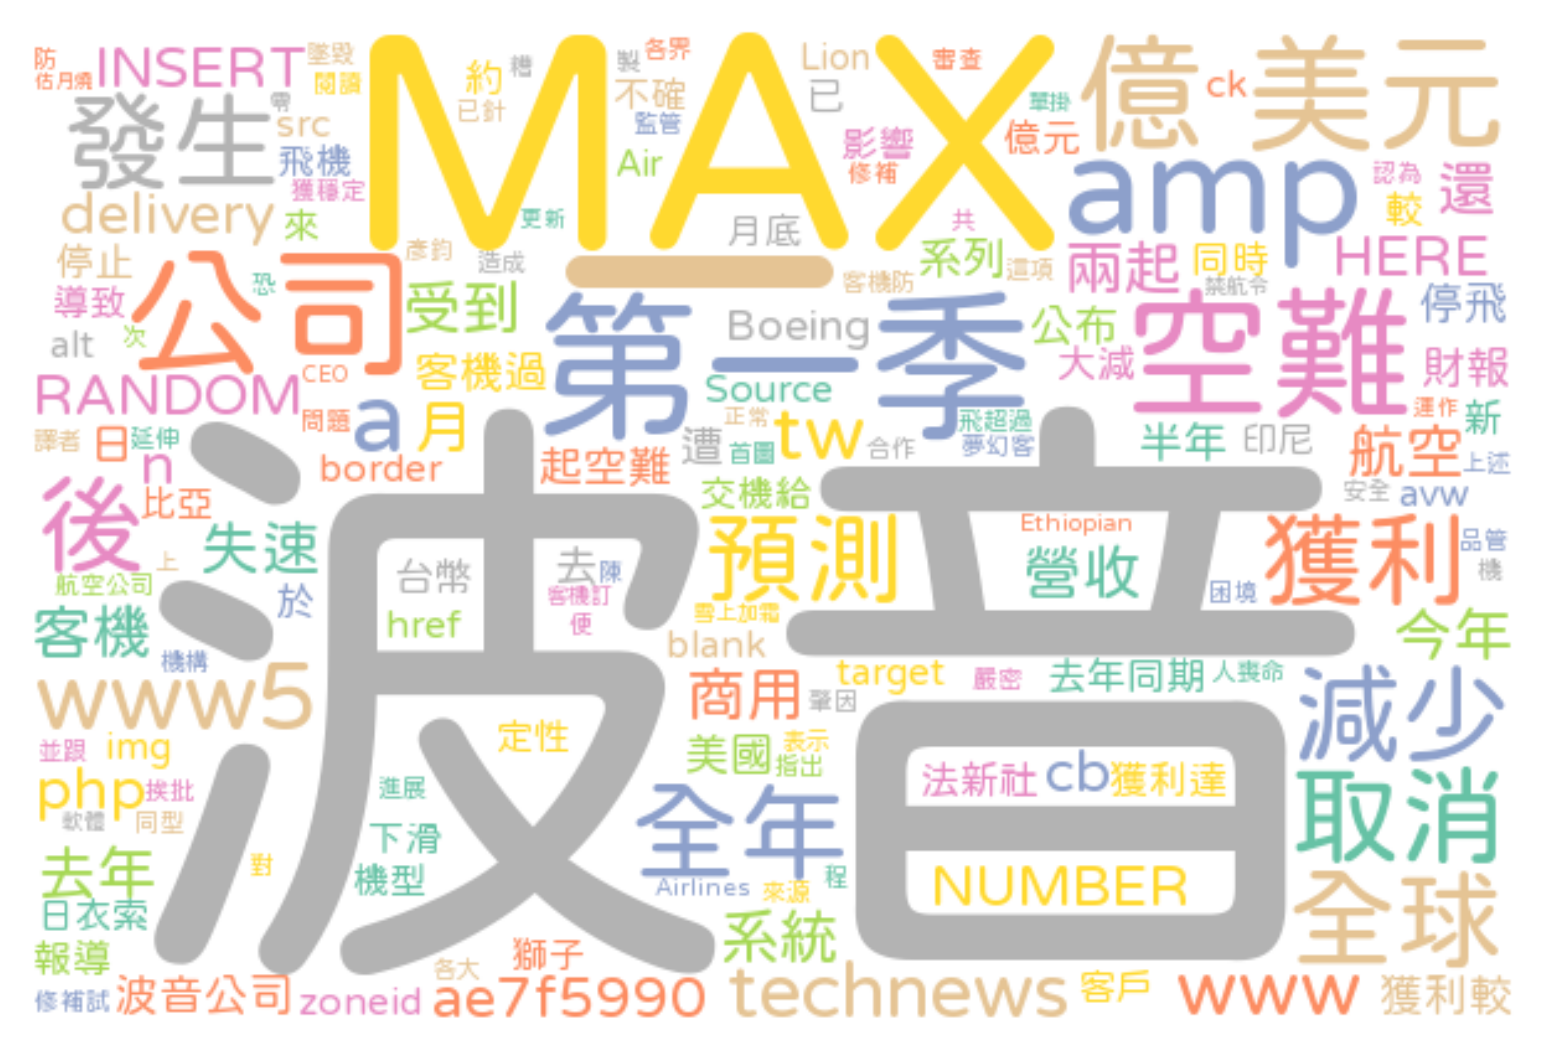 防
估月燒
INSERT
墜毀
閱讀
MAX
約
糟
已針
製
各界
不確
監管
Lion
已
審查
單掛
億 美元
ck
億元
發生
零
src
飛機
獲穩定
Air
影響
修補
amp
認為
較
還
delivery
來
更新
月底
共
系列
這項
兩起
同時
HERE
禁航令
停止
導致
恐
彥鈞
造成
一
客機防
公司
受到
第一季
Boeing
公布
大減
空難
停飛
財報
alt
次
RANDOM
CEO
客機過
Source
問題
a
月
正常
tw
飛超過
夢幻客
運作
新
譯者
日
延伸
n
border
起空難
遭
首圖
合作
半年
印尼
航空
上述
後
比亞
交機給
安全
avw
失速
波音
預測
Ethiopian
營收
獲利
品管
機
上
航空公司
台幣
去
陳
客機訂
便
於
困境
客機
href
雪上加霜
blank
今年
機構
www5
商用
肇因
target
嚴密
去年同期
人喪命
減少
並跟
img
定性
美國
表示
指出
php
挨批
軟體
同型
進展
法新社
cb
獲利達
取消
下滑
全年
去年
對
機型
Airlines
來源
程
NUMBER
全球
日衣索
報導
獅子
系統
各大
修補試
波音公司
zoneid
ae7f5990
technews
客戶
www
獲利較